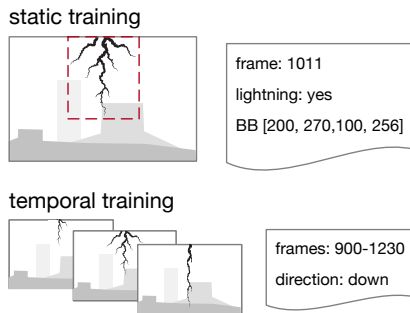 static training
frame: 1011
lightning: yes
BB [200, 270,100, 256]
temporal training
frames: 900-1230
direction: down